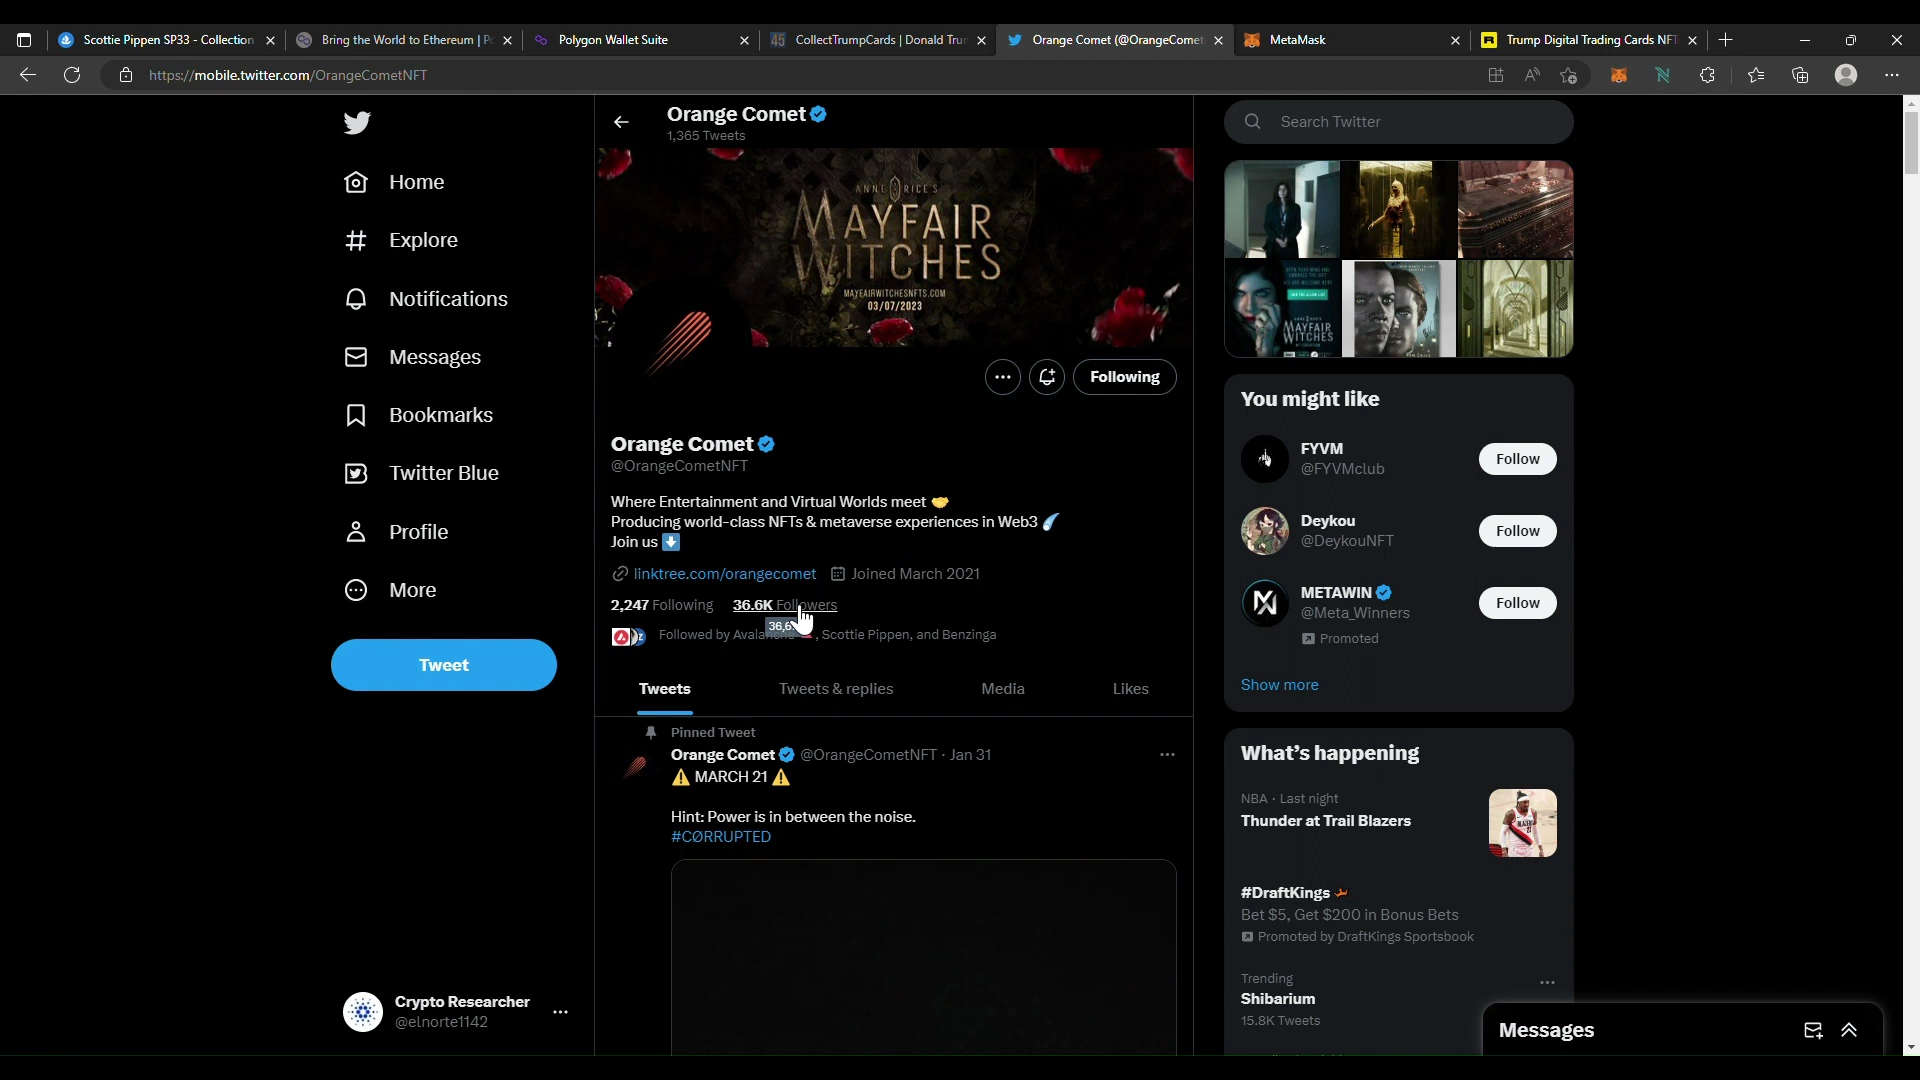 Scottie Pippen SP33 - Collection
Bring the World to Ethereum | Po
Polygon Wallet Suite
45 CollectTrumpCards | Donald Trum
Orange Comet (@OrangeComet
MetaMask
R Trump Digital Trading Cards NFT
https://mobile.twitter.com/OrangeCometNFT
Home
Explore
Notifications
Messages
Bookmarks
Twitter Blue
Profile
More
Tweet
Crypto Researcher
@elnorte1142
Orange Comet
1,365 Tweets
ANNE RICE'S
MAYFAIR
WITCHES
MAYFAIRWITCHESNFTS.COM
03/07/2023
Following
Orange Comet
@OrangeCometNFT
Where Entertainment and Virtual Worlds meet 🤝
Producing world-class NFTs & metaverse experiences in Web3 ☄️
Join us ⬇️
linktree.com/orangecomet Joined March 2021
2,247 Following 36.6K Followers
Followed by Avalanche 🔺, Scottie Pippen, and Benzinga
Tweets Tweets & replies Media Likes
Pinned Tweet
Orange Comet @OrangeCometNFT · Jan 31
⚠️ MARCH 21 ⚠️
Hint: Power is in between the noise.
#CØRRUPTED
Search Twitter
MAYFAIR
WITCHES
You might like
FYVM
@FYVMclub
Follow
Deykou
@DeykouNFT
Follow
METAWIN
@Meta_Winners
Promoted
Follow
Show more
What's happening
NBA · Last night
Thunder at Trail Blazers
#DraftKings
Bet $5, Get $200 in Bonus Bets
Promoted by DraftKings Sportsbook
Trending
Shibarium
15.8K Tweets
Messages